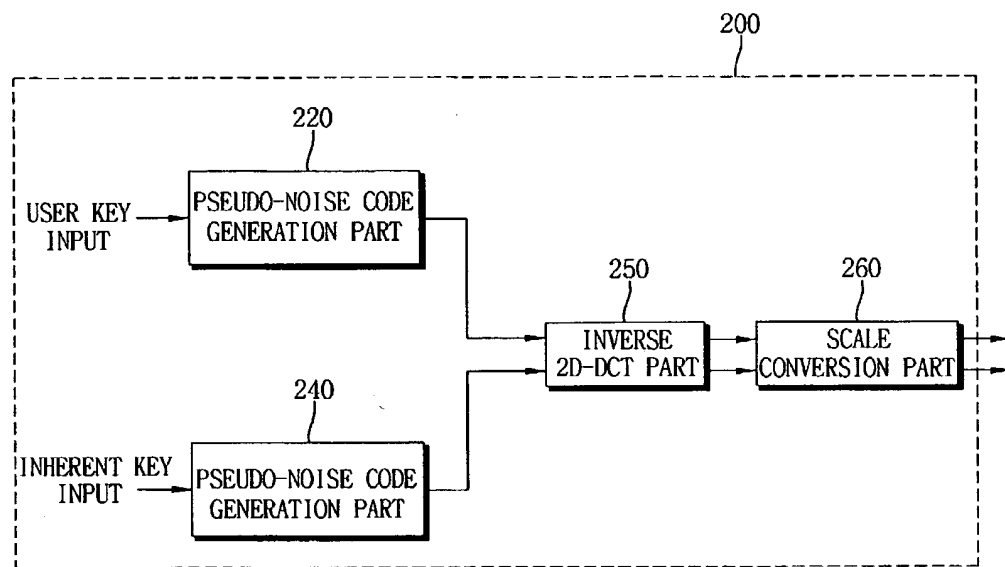 200
220
PSEUDO-NOISE CODE
GENERATION PART
USER KEY
INPUT
250
INVERSE
2D-DCT PART
260
SCALE
CONVERSION PART
240
PSEUDO-NOISE CODE
GENERATION PART
INHERENT KEY
INPUT